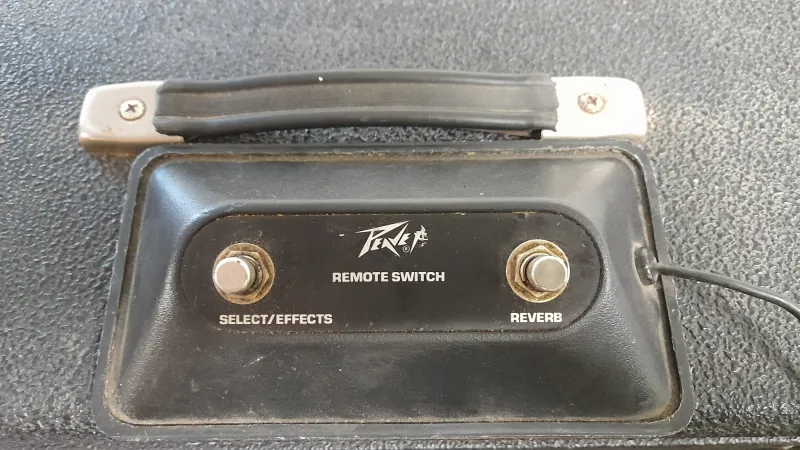 PEAVEY®
REMOTE SWITCH
SELECT/EFFECTS
REVERB